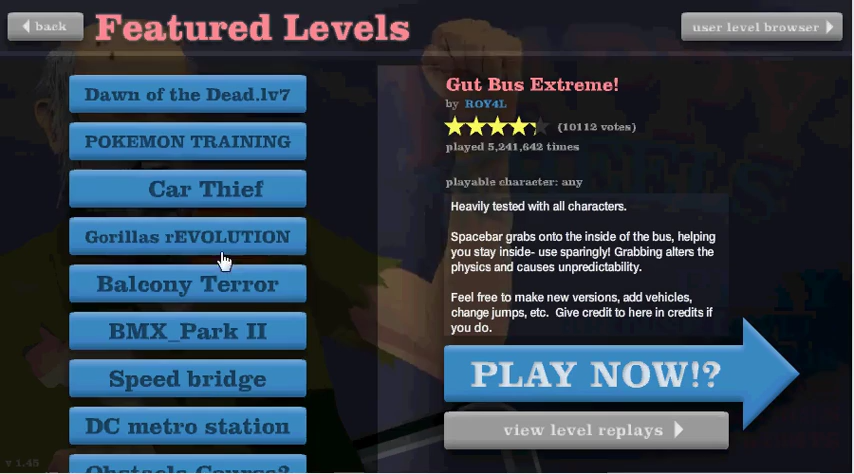 back
Featured Levels
user level browser
Dawn of the Dead.lv7
POKEMON TRAINING
Car Thief
Gorillas rEVOLUTION
Balcony Terror
BMX_Park II
Speed bridge
DC metro station
Obstacle Course?
Gut Bus Extreme!
by ROY4L
(10112 votes)
played 5,241,642 times
playable character: any
Heavily tested with all characters.
Spacebar grabs onto the inside of the bus, helping
you stay inside- use sparingly! Grabbing alters the
physics and causes unpredictability.
Feel free to make new versions, add vehicles,
change jumps, etc. Give credit to here in credits if
you do.
PLAY NOW!?
view level replays
v 1.45